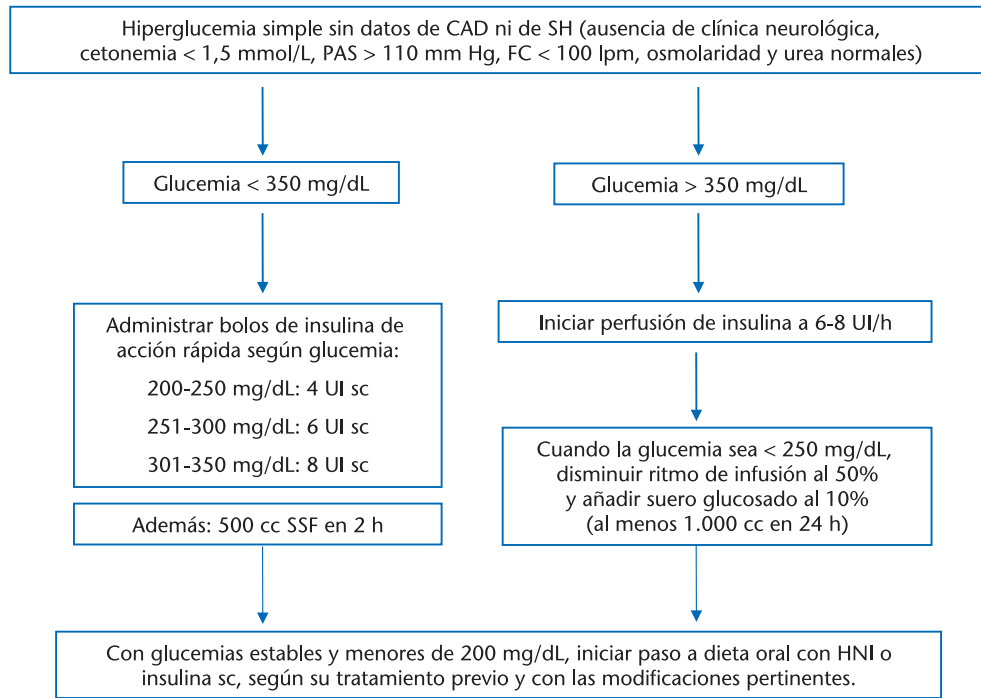 Hiperglucemia simple sin datos de CAD ni de SH (ausencia de clínica neurológica,
cetonemia < 1,5 mmol/L, PAS > 110 mm Hg, FC < 100 lpm, osmolaridad y urea normales)
Glucemia < 350 mg/dL
Glucemia > 350 mg/dL
Administrar bolos de insulina de
acción rápida según glucemia:
200-250 mg/dL: 4 UI sc
251-300 mg/dL: 6 UI sc
301-350 mg/dL: 8 UI sc
Además: 500 cc SSF en 2 h
Iniciar perfusión de insulina a 6-8 UI/h
Cuando la glucemia sea < 250 mg/dL,
disminuir ritmo de infusión al 50%
y añadir suero glucosado al 10%
(al menos 1.000 cc en 24 h)
Con glucemias estables y menores de 200 mg/dL, iniciar paso a dieta oral con HNI o
insulina sc, según su tratamiento previo y con las modificaciones pertinentes.